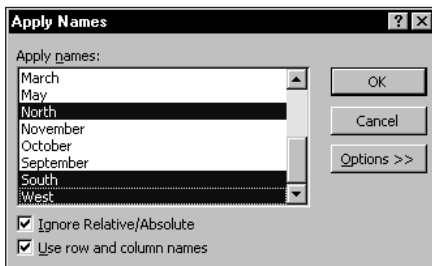 Apply Names
Apply names:
March
May
North
November
October
September
South
West
OK
Cancel
Options >>
Ignore Relative/Absolute
Use row and column names